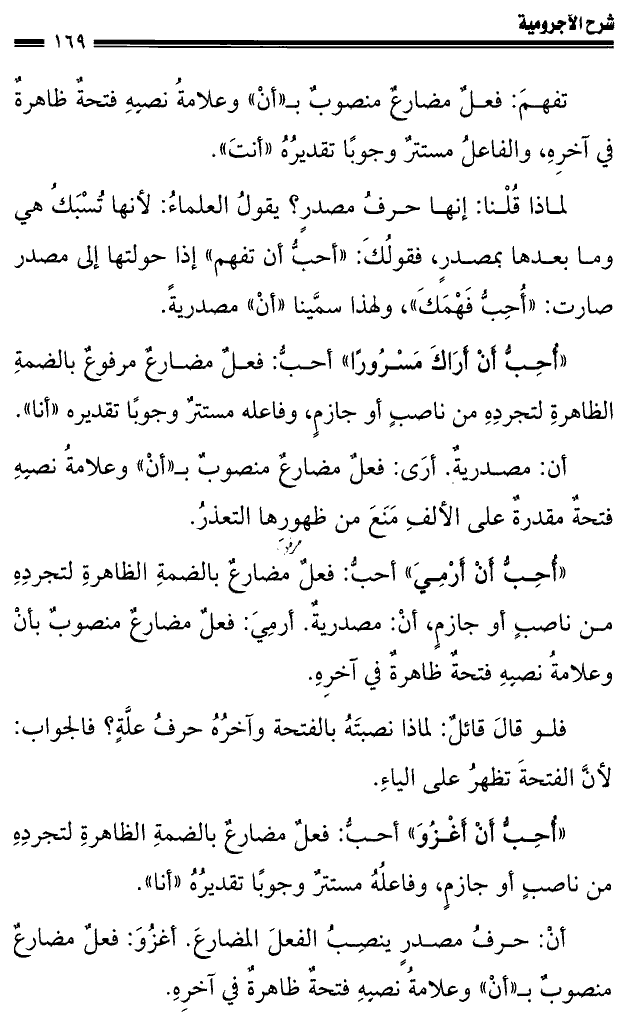 شرح الآجرومية
١٦٩
تفهمَ: فعلٌ مضارعٌ منصوبٌ بـ«أنْ» وعلامةُ نصبِهِ فتحةٌ ظاهرةٌ
في آخرِهِ، والفاعلُ مستترٌ وجوبًا تقديرُهُ «أنتَ».
لماذا قُلْنا: إنها حرفُ مصدرٍ؟ يقولُ العلماءُ: لأنها تُسْبَكُ هي
وما بعدها بمصدرٍ، فقولُكَ: «أحبُّ أن تفهم» إذا حولتها إلى مصدر
صارت: «أُحِبُّ فَهْمَكَ»، ولهذا سمَّينا «أنْ» مصدريةً.
«أُحِبُّ أَنْ أَرَاكَ مَسْرُورًا» أحبُّ: فعلٌ مضارعٌ مرفوعٌ بالضمةِ
الظاهرةِ لتجردِهِ من ناصبٍ أو جازمٍ، وفاعله مستترٌ وجوبًا تقديره «أنا».
أن: مصدريةٌ. أرَى: فعلٌ مضارعٌ منصوبٌ بـ«أنْ» وعلامةُ نصبِهِ
فتحةٌ مقدرةٌ على الألفِ مَنَعَ من ظهورِها التعذرُ.
مرفوع
«أُحِبُّ أَنْ أَرْمِيَ» أحبُّ: فعلٌ مضارعٌ بالضمةِ الظاهرةِ لتجردِهِ
من ناصبٍ أو جازمٍ، أنْ: مصدريةٌ. أرمِيَ: فعلٌ مضارعٌ منصوبٌ بأنْ
وعلامةُ نصبِهِ فتحةٌ ظاهرةٌ في آخرِهِ.
فلو قالَ قائلٌ: لماذا نصبتَهُ بالفتحة وآخرُهُ حرفُ علَّةٍ؟ فالجواب:
لأنَّ الفتحةَ تظهرُ على الياءِ.
«أُحِبُّ أَنْ أَغْزُوَ» أحبُّ: فعلٌ مضارعٌ بالضمةِ الظاهرةِ لتجردِهِ
من ناصبٍ أو جازمٍ، وفاعلُهُ مستترٌ وجوبًا تقديرُهُ «أنا».
أنْ: حرفُ مصدرٍ ينصِبُ الفعلَ المضارعَ. أغزُوَ: فعلٌ مضارعٌ
منصوبٌ بـ«أنْ» وعلامةُ نصبِهِ فتحةٌ ظاهرةٌ في آخرِهِ.